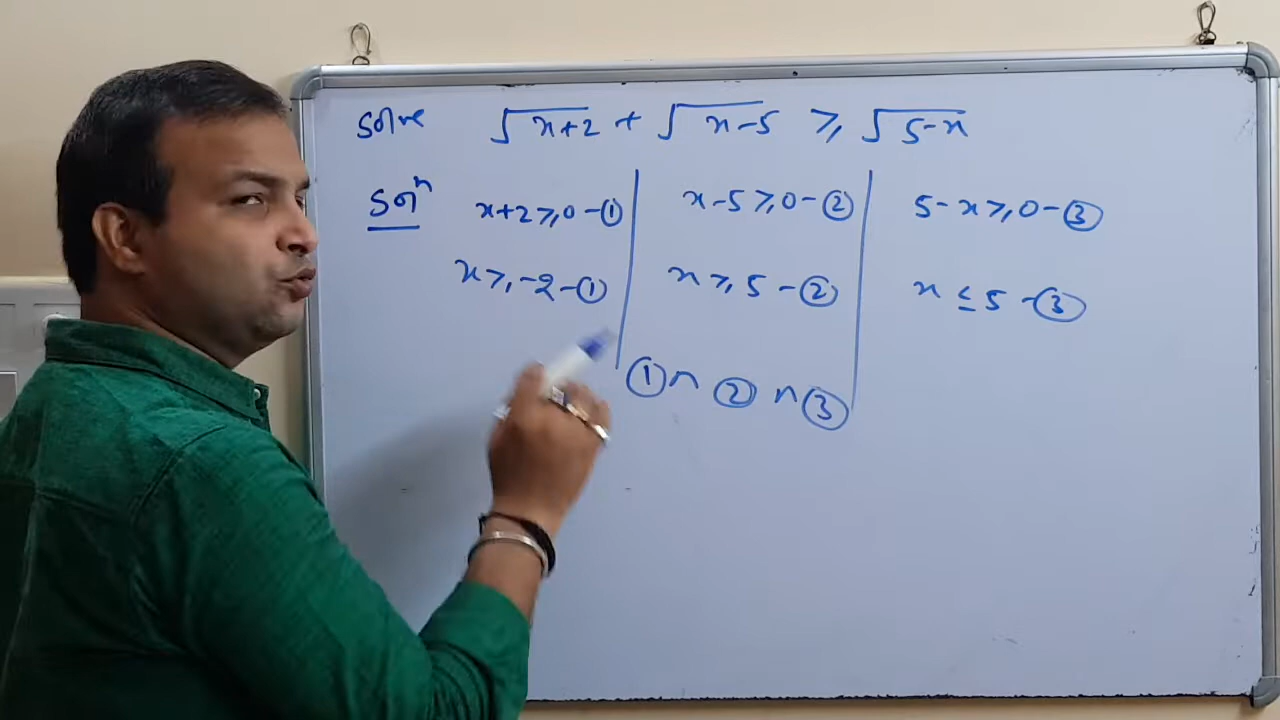 Solve √(x+2) + √(x-5) ≥ √(5-x)
Solⁿ x+2 ≥ 0 - ① x-5 ≥ 0 - ② 5-x ≥ 0 - ③
x ≥ -2 - ① x ≥ 5 - ② x ≤ 5 - ③
① ∩ ② ∩ ③